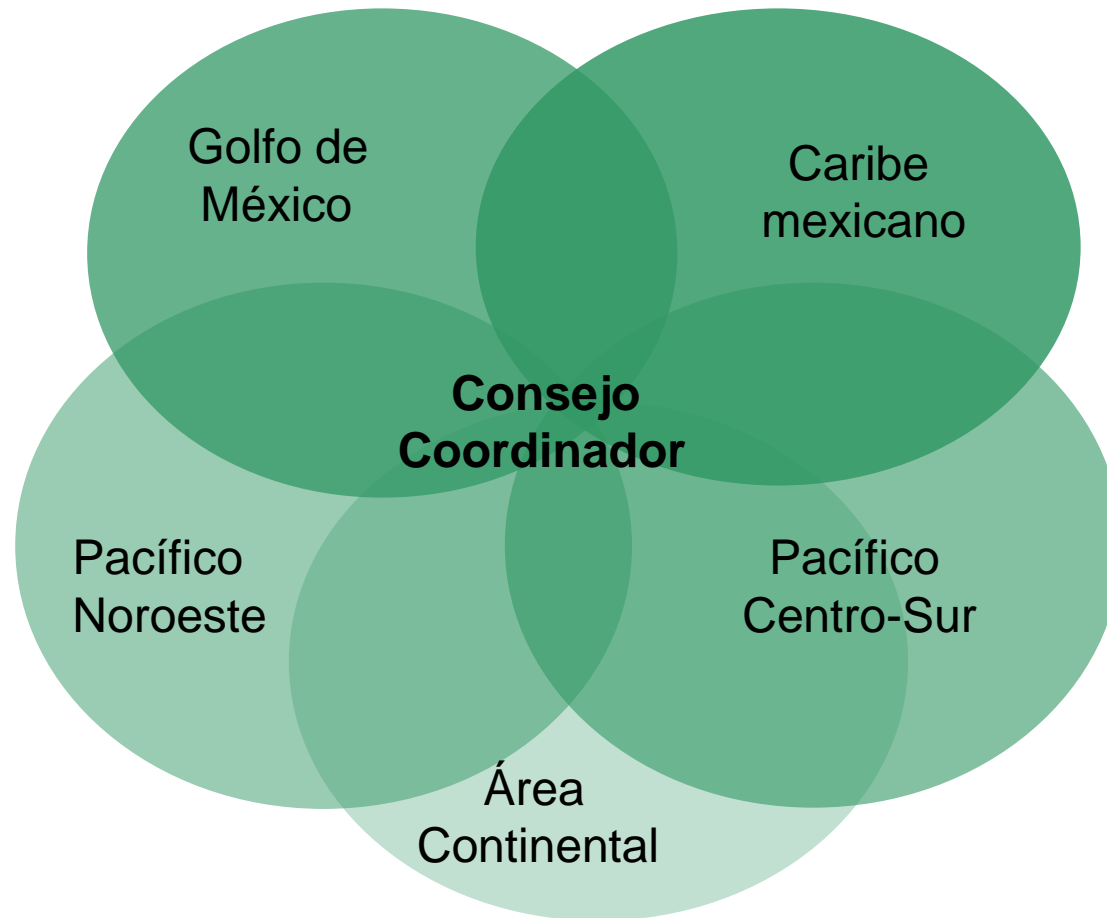 Golfo de
México
Caribe
mexicano
Consejo
Coordinador
Pacífico
Noroeste
Pacífico
Centro-Sur
Área
Continental